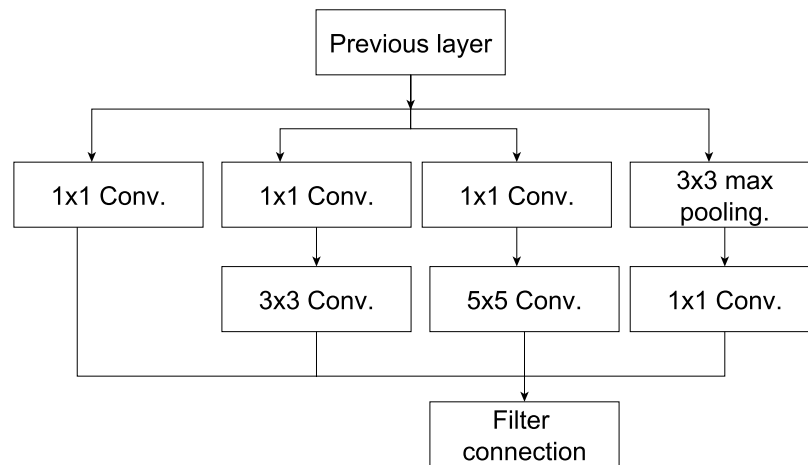 Previous layer
1x1 Conv.
1x1 Conv.
1x1 Conv.
3x3 max
pooling.
3x3 Conv.
5x5 Conv.
1x1 Conv.
Filter
connection